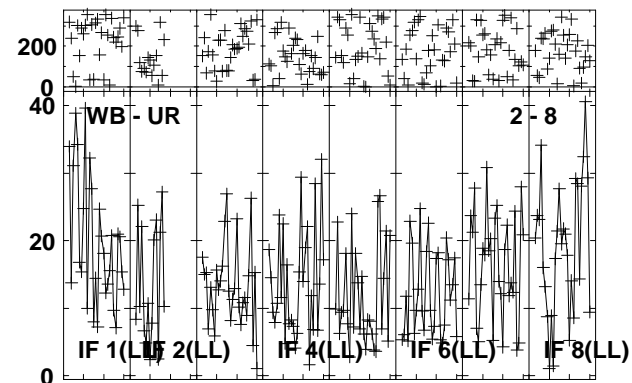 200
0
40
WB - UR 2 - 8
20
0
IF 1(LL) IF 2(LL) IF 4(LL) IF 6(LL) IF 8(LL)